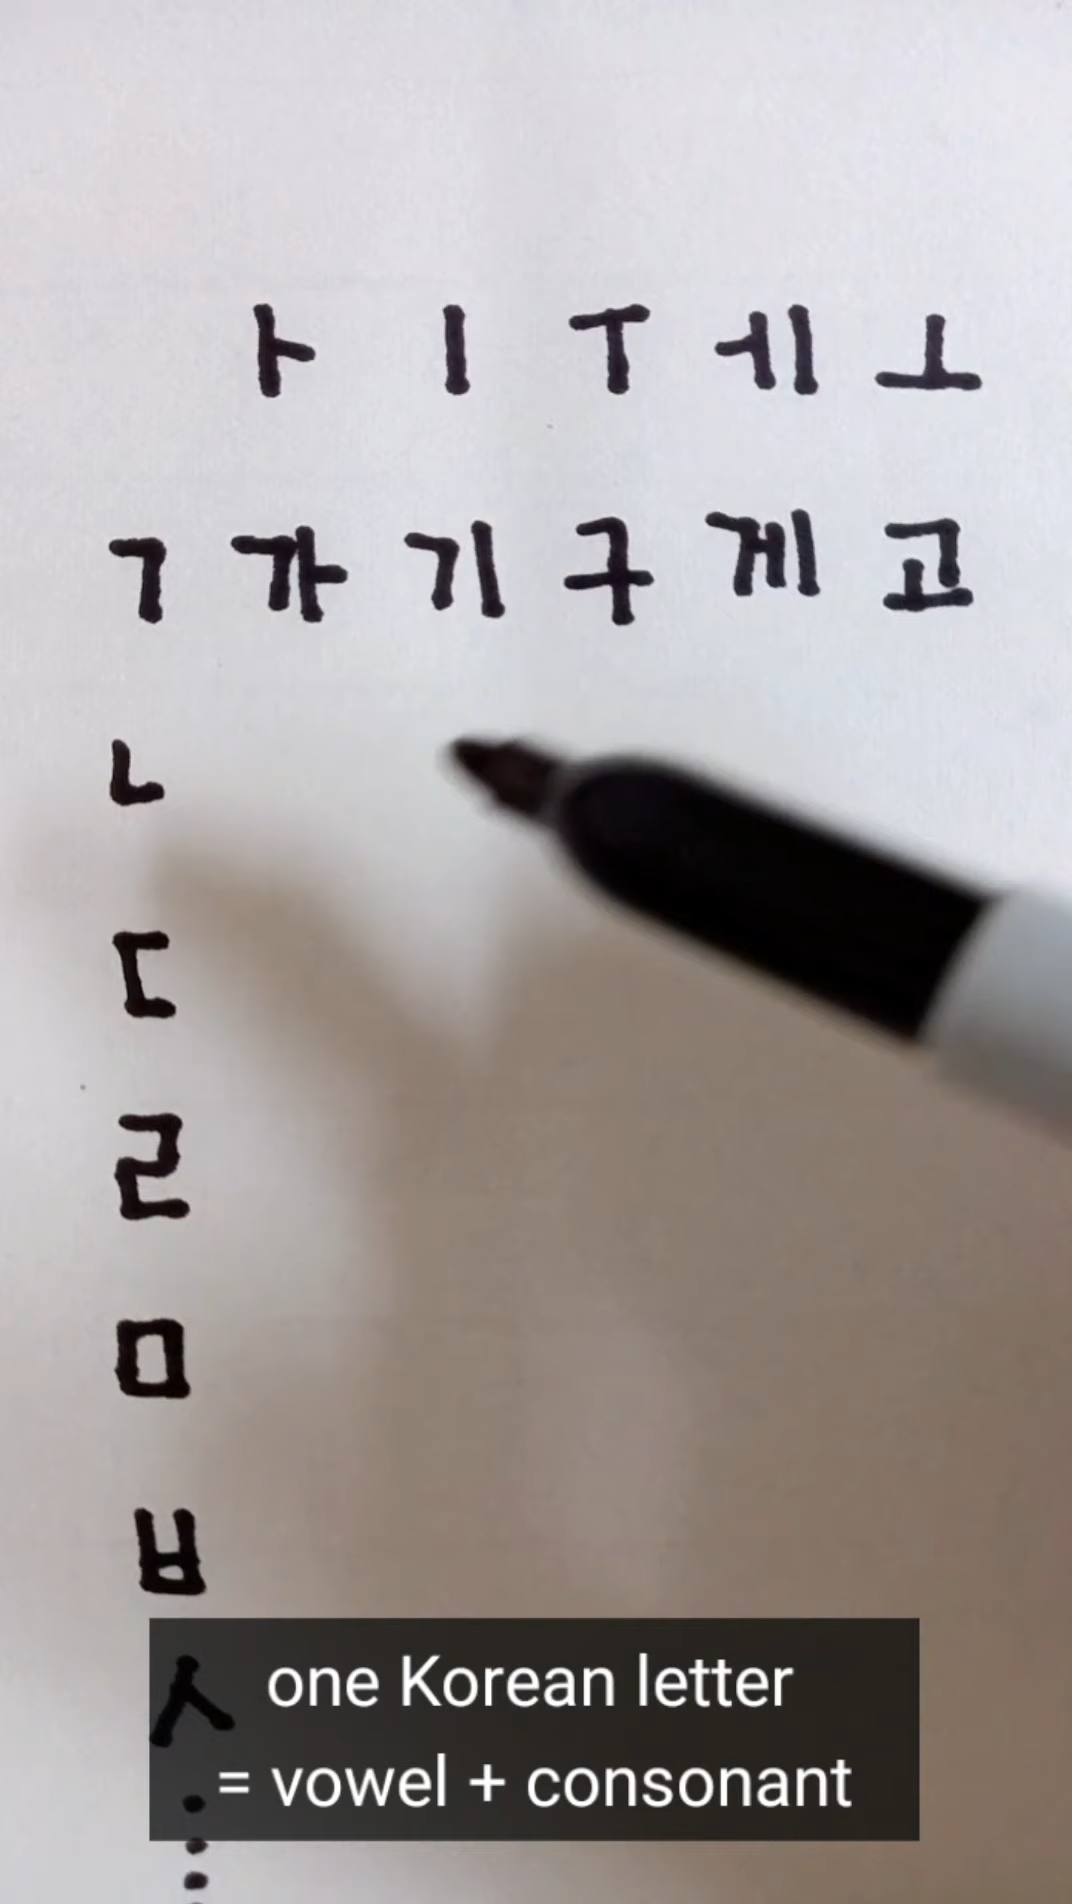 ㅏ ㅣ ㅜ ㅔ ㅗ
ㄱ 가 기 구 게 고
ㄴ
ㄷ
ㄹ
ㅁ
ㅂ
ㅅ
one Korean letter
= vowel + consonant